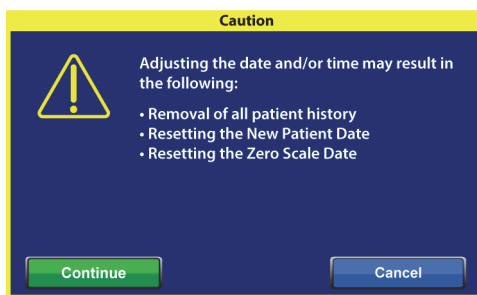 Caution
Adjusting the date and/or time may result in
the following:
• Removal of all patient history
• Resetting the New Patient Date
• Resetting the Zero Scale Date
Continue
Cancel